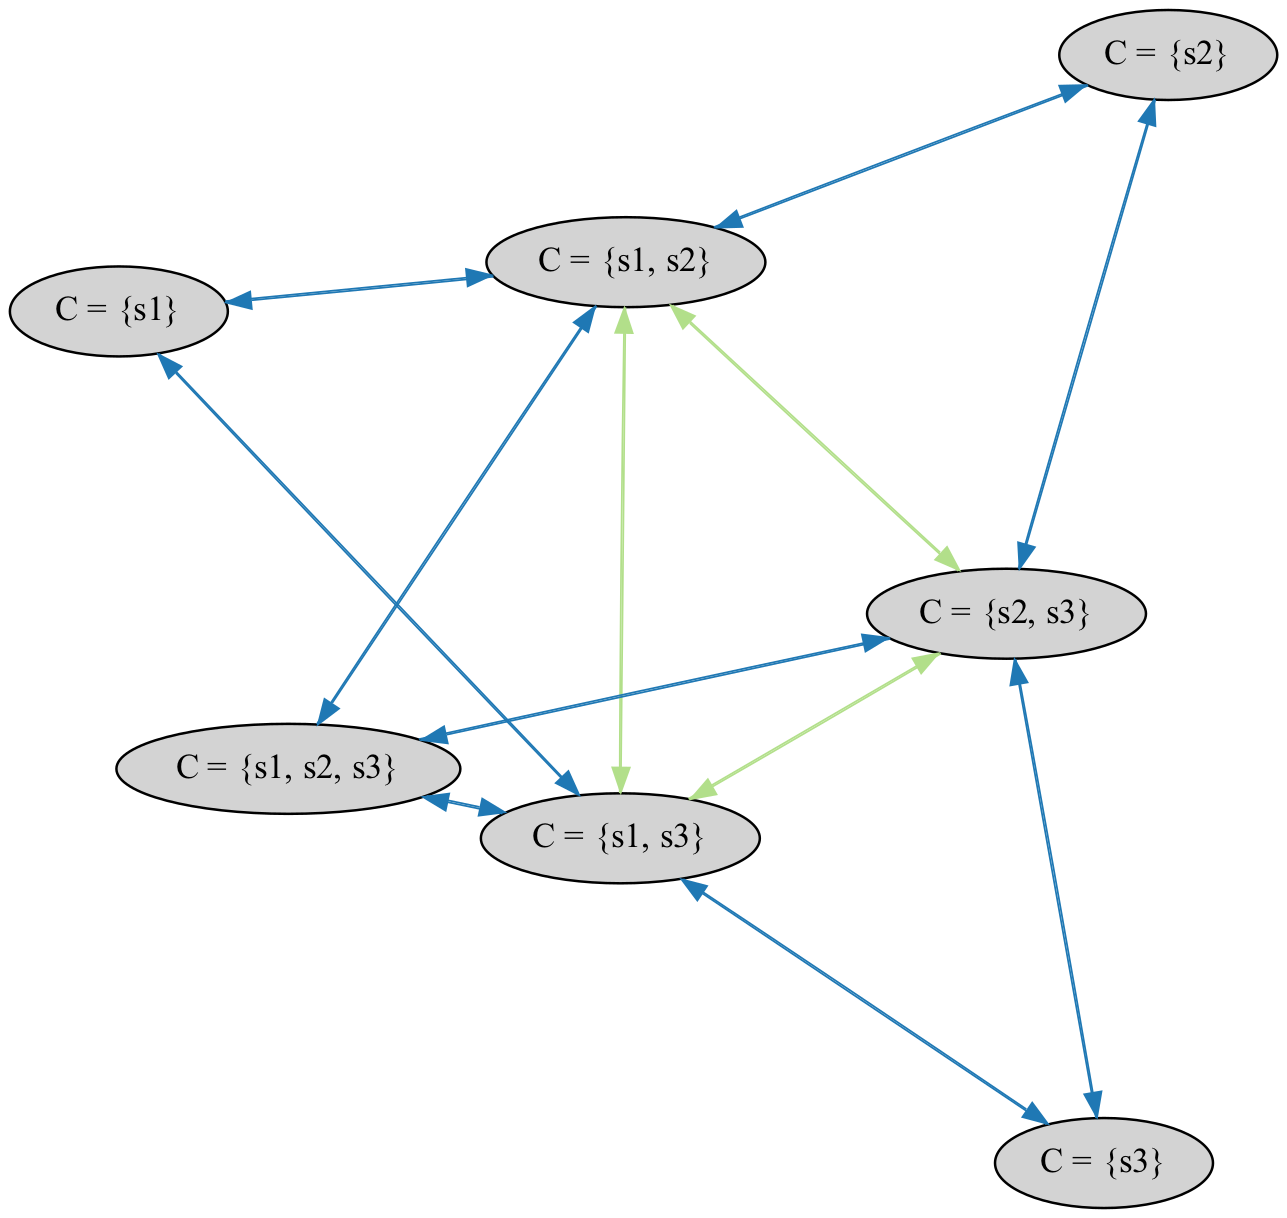 C = {s2}
C = {s1, s2}
C = {s1}
C = {s2, s3}
C = {s1, s2, s3}
C = {s1, s3}
C = {s3}